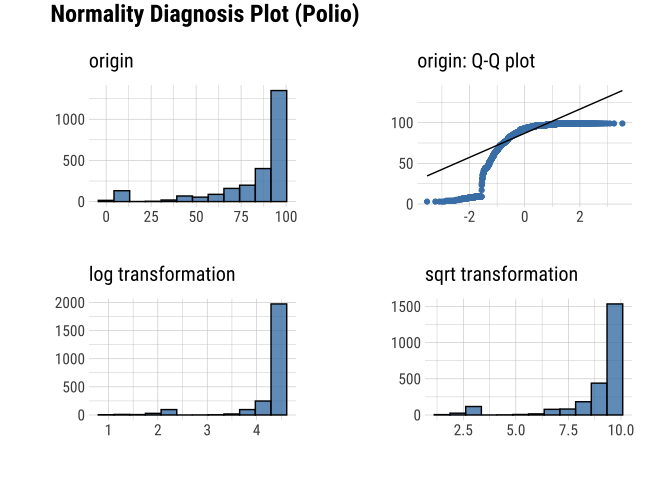 Normality Diagnosis Plot (Polio)
origin
1000
500
0
0 25 50 75 100
origin: Q-Q plot
100
50
0
-2 0 2
log transformation
2000
1500
1000
500
0
1 2 3 4
sqrt transformation
1500
1000
500
0
2.5 5.0 7.5 10.0